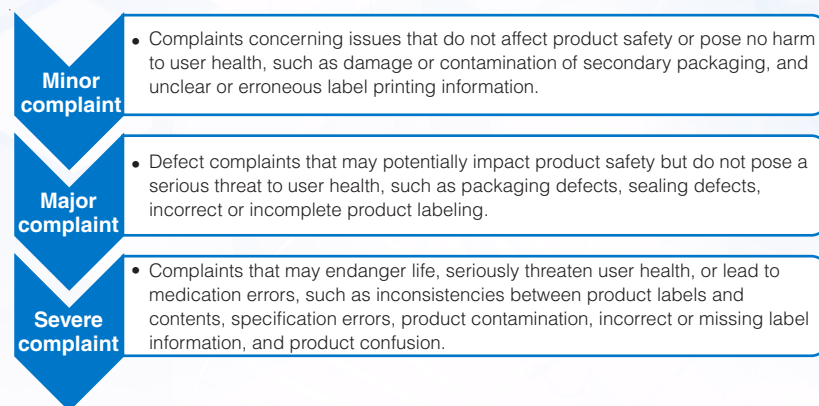 Minor
complaint
• Complaints concerning issues that do not affect product safety or pose no harm
to user health, such as damage or contamination of secondary packaging, and
unclear or erroneous label printing information.
Major
complaint
• Defect complaints that may potentially impact product safety but do not pose a
serious threat to user health, such as packaging defects, sealing defects,
incorrect or incomplete product labeling.
Severe
complaint
• Complaints that may endanger life, seriously threaten user health, or lead to
medication errors, such as inconsistencies between product labels and
contents, specification errors, product contamination, incorrect or missing label
information, and product confusion.